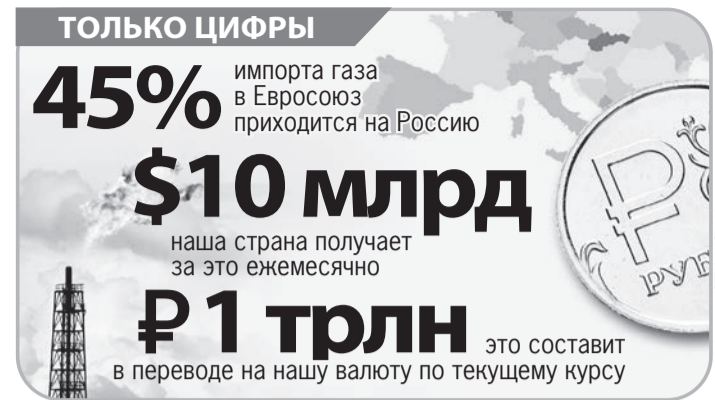 ТОЛЬКО ЦИФРЫ
45% импорта газа
в Евросоюз
приходится на Россию
$10 млрд
наша страна получает
за это ежемесячно
₽ 1 трлн это составит
в переводе на нашу валюту по текущему курсу